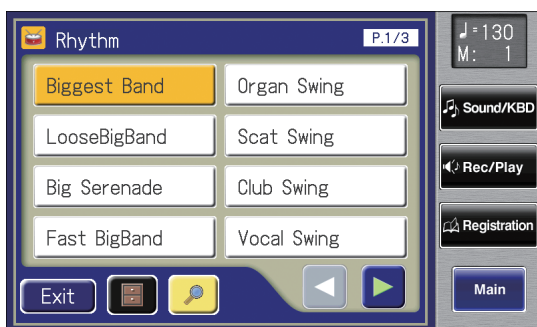 Rhythm P.1/3
Biggest Band
LooseBigBand
Big Serenade
Fast BigBand
Organ Swing
Scat Swing
Club Swing
Vocal Swing
Exit
♩=130
M: 1
Sound/KBD
Rec/Play
Registration
Main